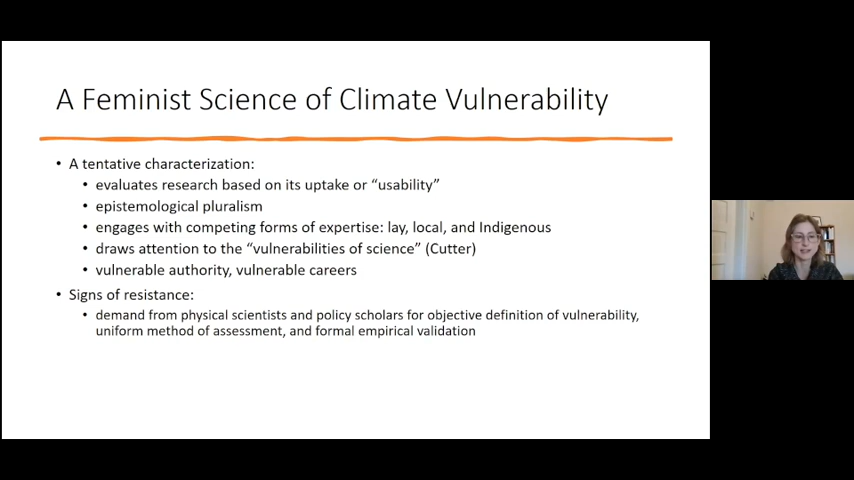 A Feminist Science of Climate Vulnerability
• A tentative characterization:
• evaluates research based on its uptake or “usability”
• epistemological pluralism
• engages with competing forms of expertise: lay, local, and Indigenous
• draws attention to the “vulnerabilities of science” (Cutter)
• vulnerable authority, vulnerable careers
• Signs of resistance:
• demand from physical scientists and policy scholars for objective definition of vulnerability,
uniform method of assessment, and formal empirical validation